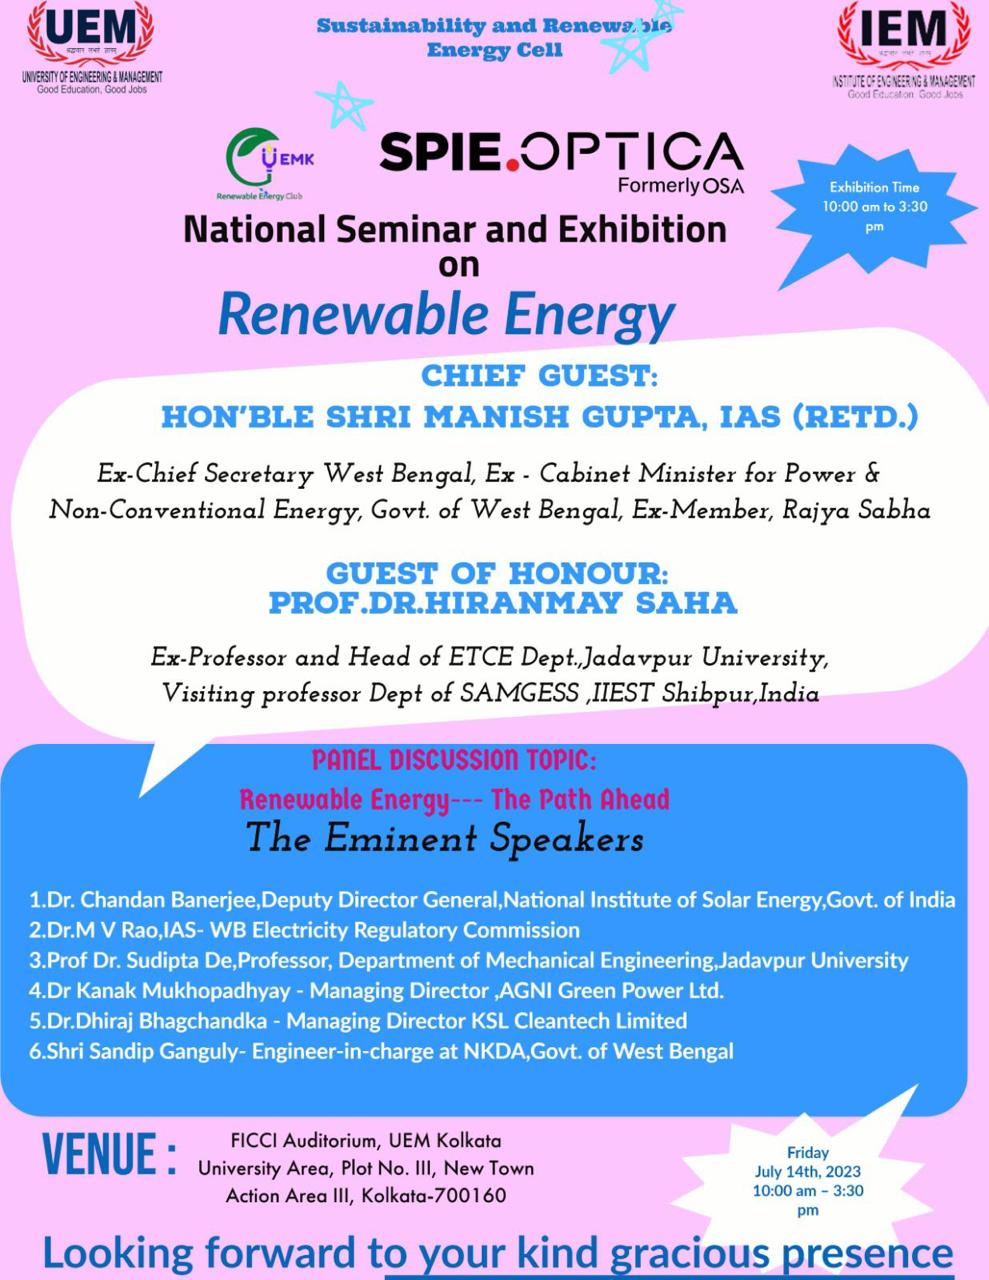 UEM
श्रद्धावान लभते ज्ञानम्
UNIVERSITY OF ENGINEERING & MANAGEMENT
Good Education, Good Jobs
Sustainability and Renewable
Energy Cell
IEM
श्रद्धावान लभते ज्ञानम्
INSTITUTE OF ENGINEERING & MANAGEMENT
Good Education, Good Jobs
UEMK
Renewable Energy Club
SPIE.OPTICA
Formerly OSA
Exhibition Time
10:00 am to 3:30
pm
National Seminar and Exhibition
on
Renewable Energy
CHIEF GUEST:
HON'BLE SHRI MANISH GUPTA, IAS (RETD.)
Ex-Chief Secretary West Bengal, Ex - Cabinet Minister for Power &
Non-Conventional Energy, Govt. of West Bengal, Ex-Member, Rajya Sabha
GUEST OF HONOUR:
PROF.DR.HIRANMAY SAHA
Ex-Professor and Head of ETCE Dept.,Jadavpur University,
Visiting professor Dept of SAMGESS ,IIEST Shibpur,India
PANEL DISCUSSION TOPIC:
Renewable Energy--- The Path Ahead
The Eminent Speakers
1.Dr. Chandan Banerjee,Deputy Director General,National Institute of Solar Energy,Govt. of India
2.Dr.M V Rao,IAS- WB Electricity Regulatory Commission
3.Prof Dr. Sudipta De,Professor, Department of Mechanical Engineering,Jadavpur University
4.Dr Kanak Mukhopadhyay - Managing Director ,AGNI Green Power Ltd.
5.Dr.Dhiraj Bhagchandka - Managing Director KSL Cleantech Limited
6.Shri Sandip Ganguly- Engineer-in-charge at NKDA,Govt. of West Bengal
VENUE :
FICCI Auditorium, UEM Kolkata
University Area, Plot No. III, New Town
Action Area III, Kolkata-700160
Friday
July 14th, 2023
10:00 am – 3:30
pm
Looking forward to your kind gracious presence